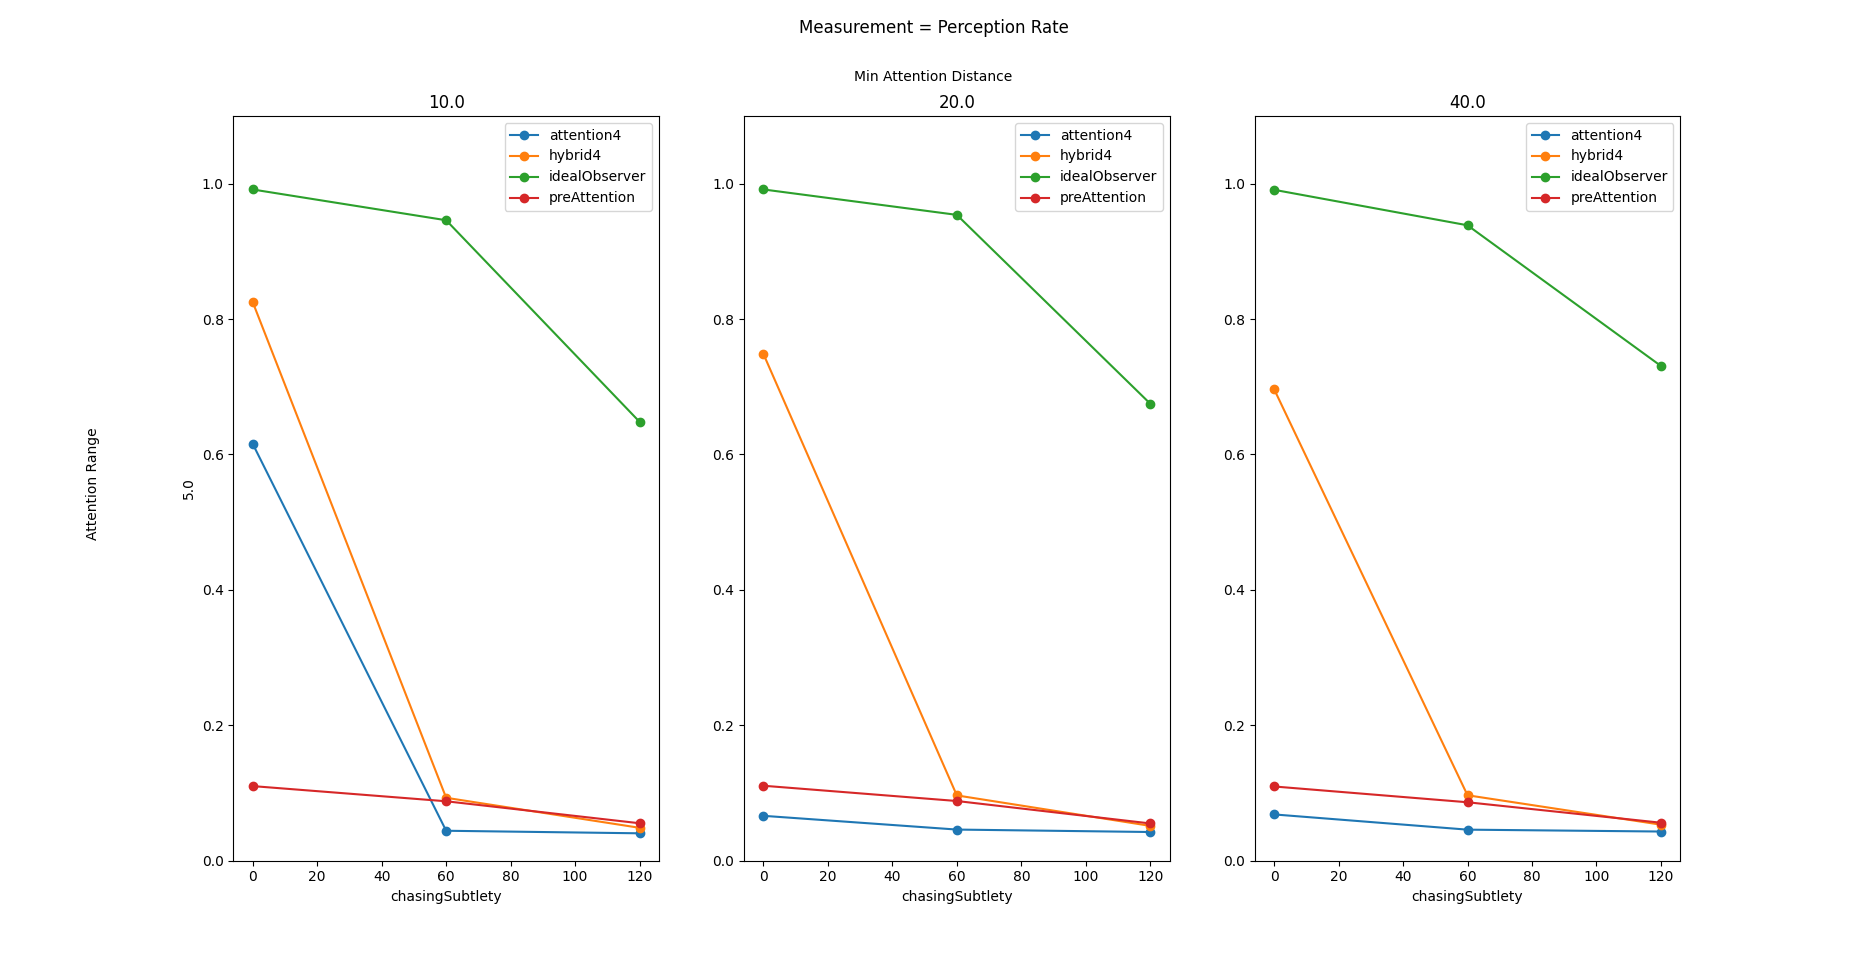 Measurement = Perception Rate
Min Attention Distance
10.0
20.0
40.0
Attention Range
5.0
1.0
0.8
0.6
0.4
0.2
0.0
attention4
hybrid4
idealObserver
preAttention
0 20 40 60 80 100 120
chasingSubtlety
1.0
0.8
0.6
0.4
0.2
0.0
attention4
hybrid4
idealObserver
preAttention
0 20 40 60 80 100 120
chasingSubtlety
1.0
0.8
0.6
0.4
0.2
0.0
attention4
hybrid4
idealObserver
preAttention
0 20 40 60 80 100 120
chasingSubtlety